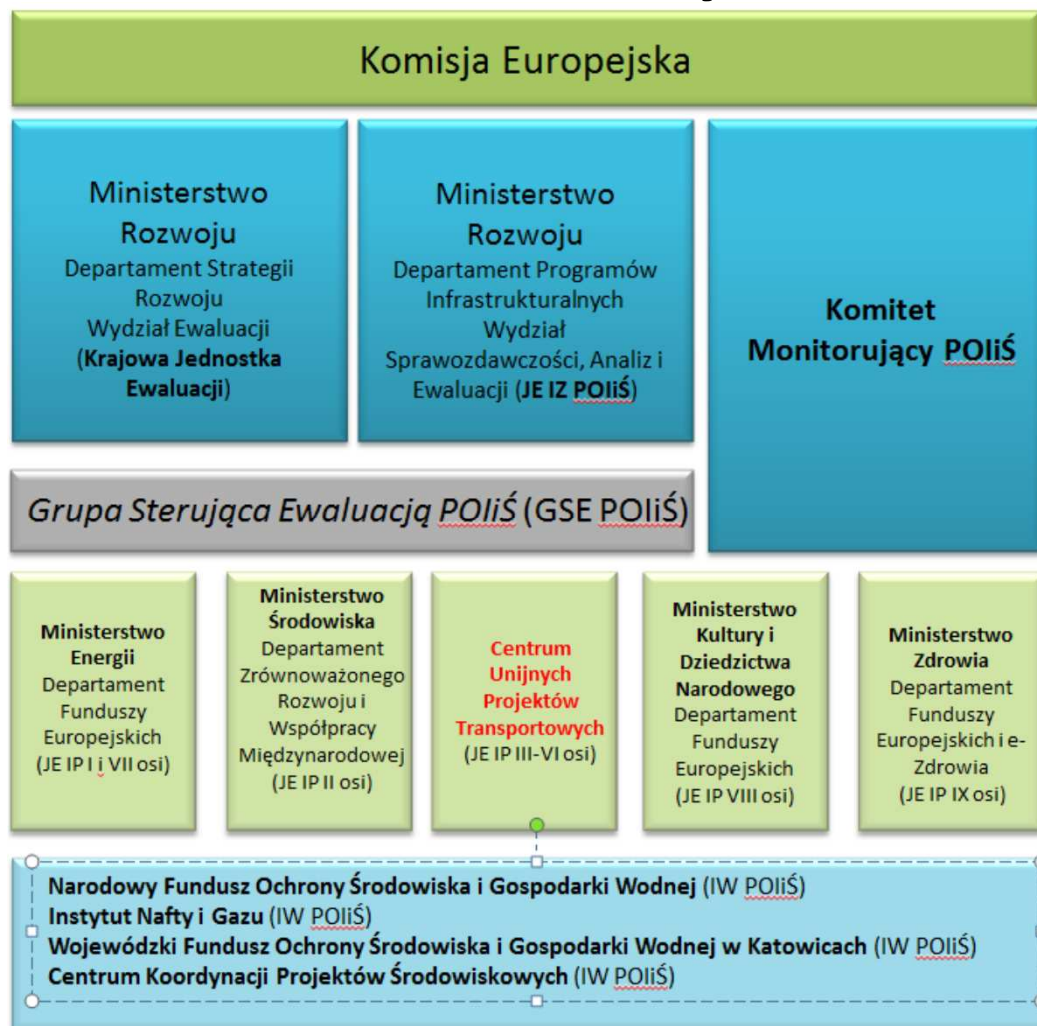 Komisja Europejska
Ministerstwo
Rozwoju
Departament Strategii
Rozwoju
Wydział Ewaluacji
(Krajowa Jednostka
Ewaluacji)
Ministerstwo
Rozwoju
Departament Programów
Infrastrukturalnych
Wydział
Sprawozdawczości, Analiz i
Ewaluacji (JE IZ POIiŚ)
Komitet
Monitorujący POIiŚ
Grupa Sterująca Ewaluacją POIiŚ (GSE POIiŚ)
Ministerstwo
Energii
Departament
Funduszy
Europejskich
(JE IP I i VII osi)
Ministerstwo
Środowiska
Departament
Zrównoważonego
Rozwoju i
Współpracy
Międzynarodowej
(JE IP II osi)
Centrum
Unijnych
Projektów
Transportowych
(JE IP III-VI osi)
Ministerstwo
Kultury i
Dziedzictwa
Narodowego
Departament
Funduszy
Europejskich
(JE IP VIII osi)
Ministerstwo
Zdrowia
Departament
Funduszy
Europejskich i e-
Zdrowia
(JE IP IX osi)
Narodowy Fundusz Ochrony Środowiska i Gospodarki Wodnej (IW POIiŚ)
Instytut Nafty i Gazu (IW POIiŚ)
Wojewódzki Fundusz Ochrony Środowiska i Gospodarki Wodnej w Katowicach (IW POIiŚ)
Centrum Koordynacji Projektów Środowiskowych (IW POIiŚ)